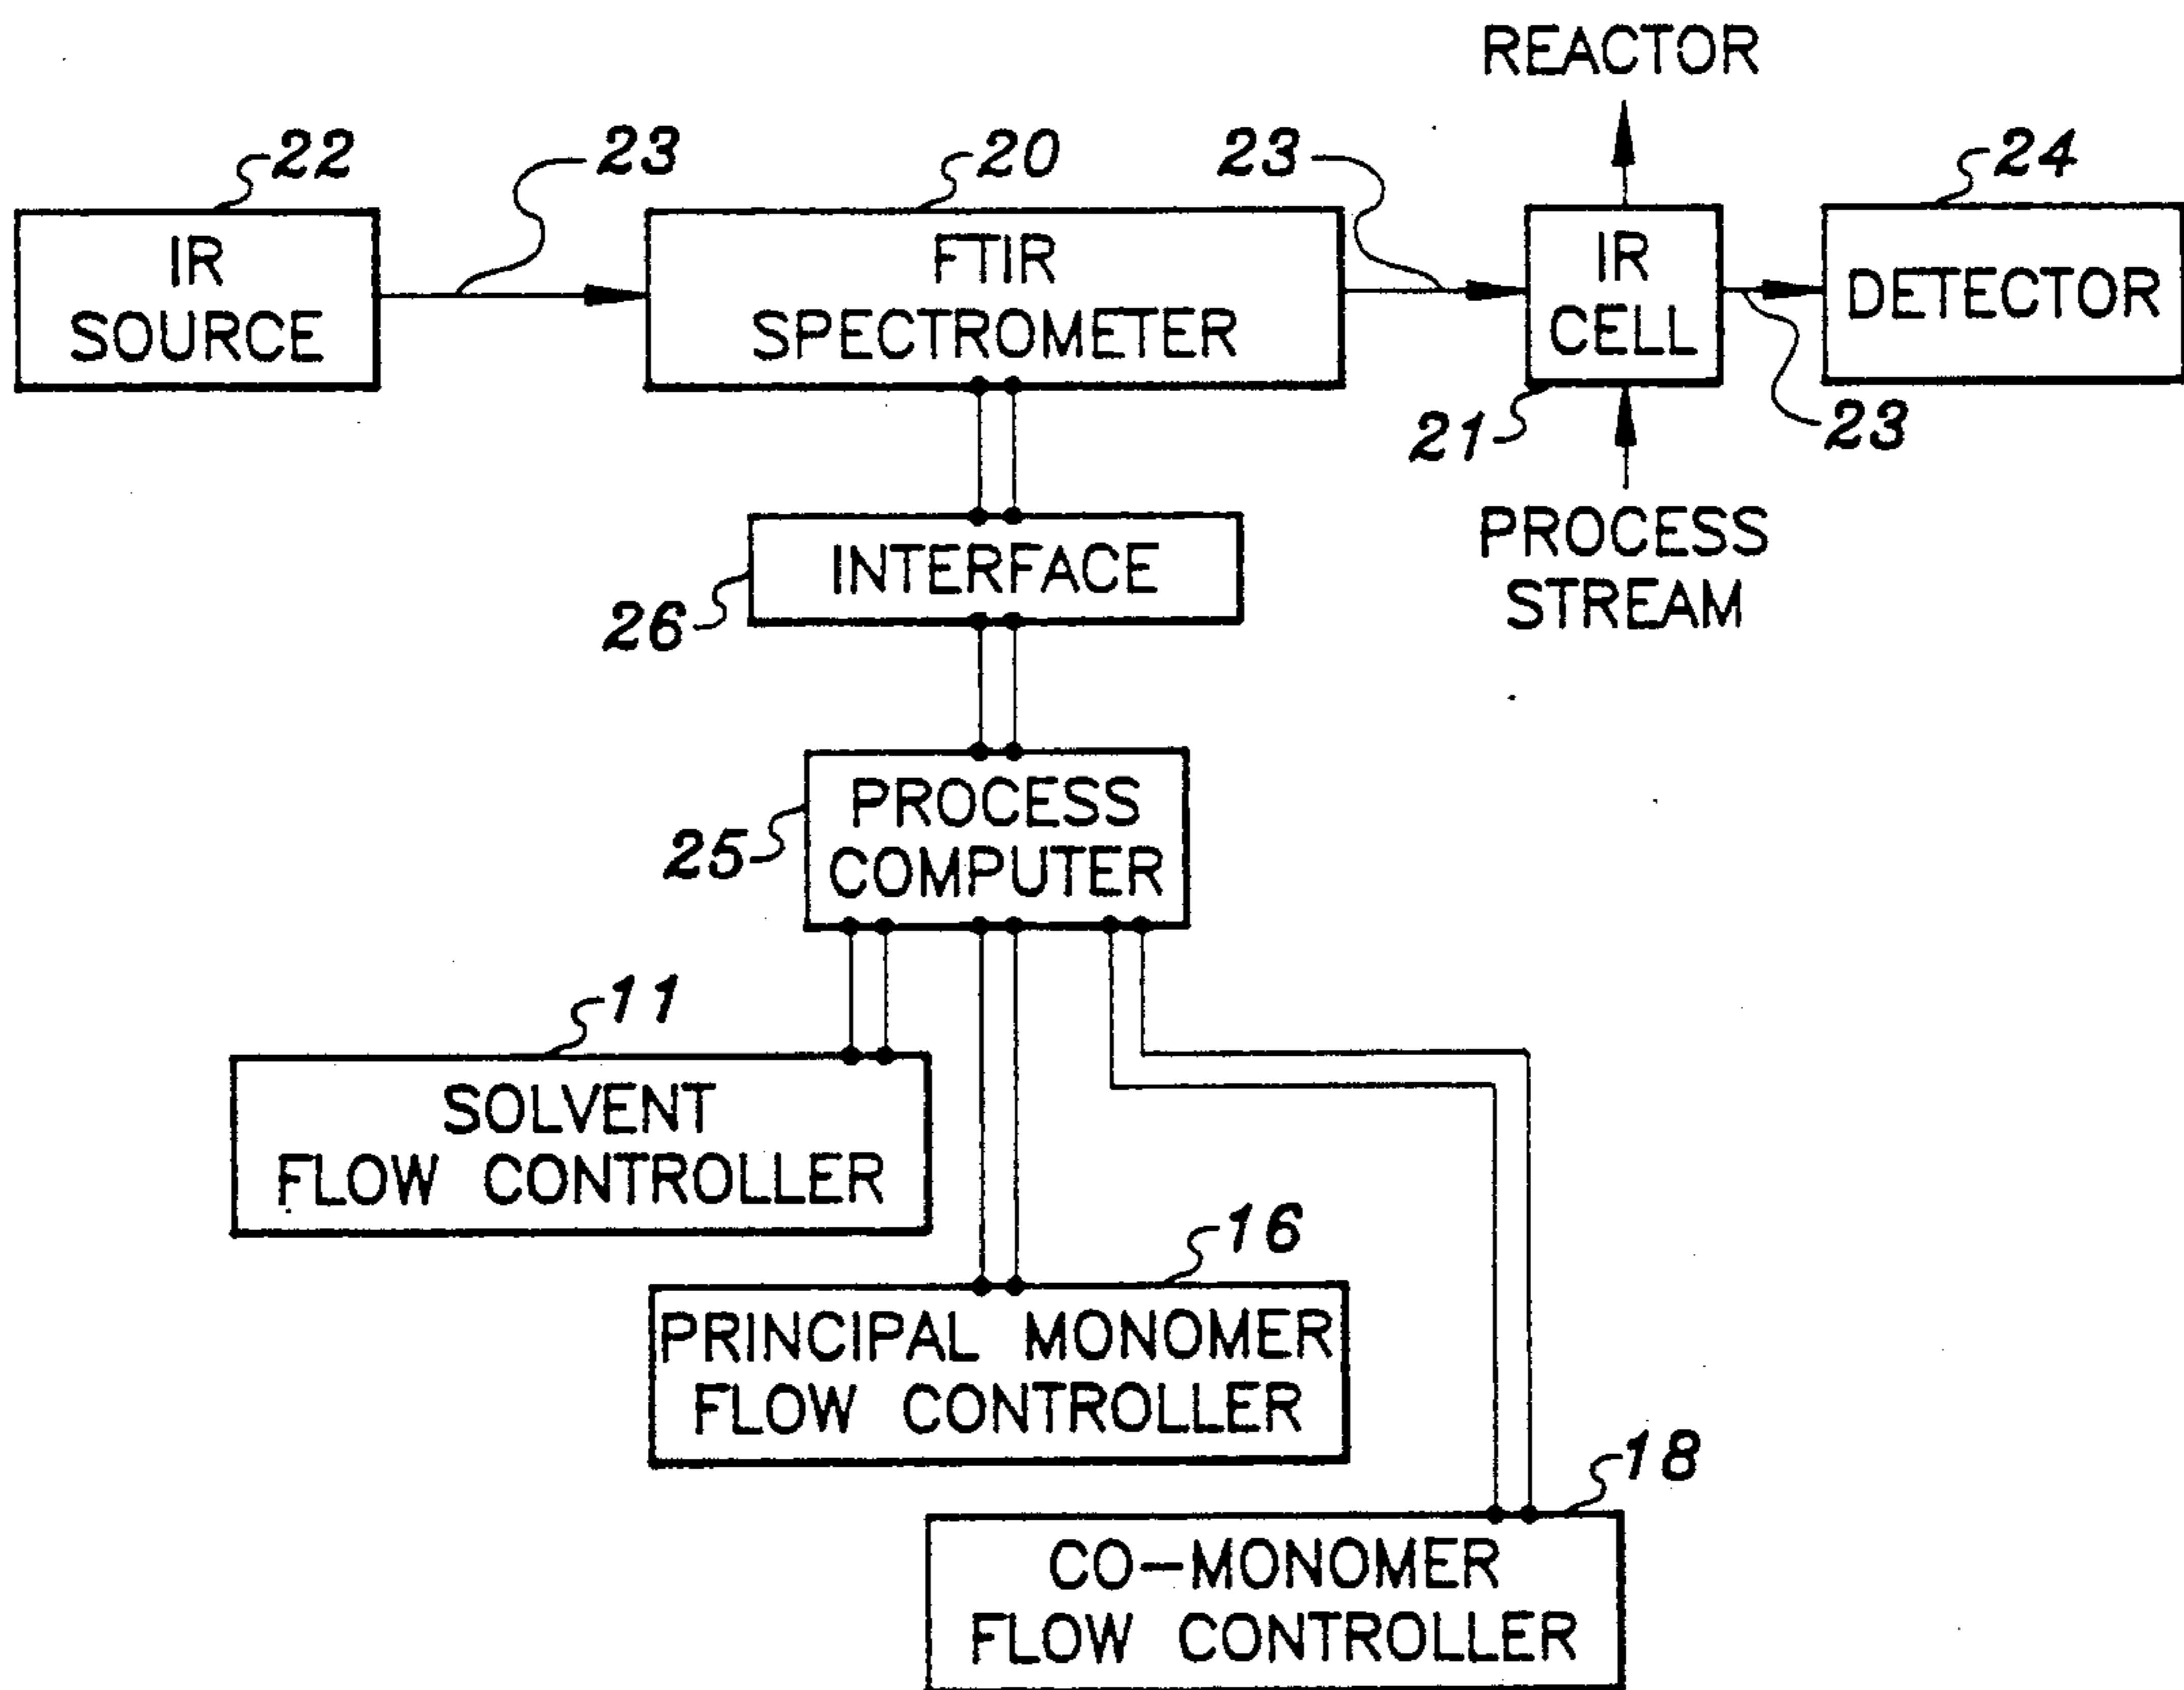 REACTOR
22
23
20
23
24
IR
SOURCE
FTIR
SPECTROMETER
IR
CELL
DETECTOR
21
23
PROCESS
STREAM
INTERFACE
26
PROCESS
COMPUTER
25
11
SOLVENT
FLOW CONTROLLER
16
PRINCIPAL MONOMER
FLOW CONTROLLER
18
CO-MONOMER
FLOW CONTROLLER